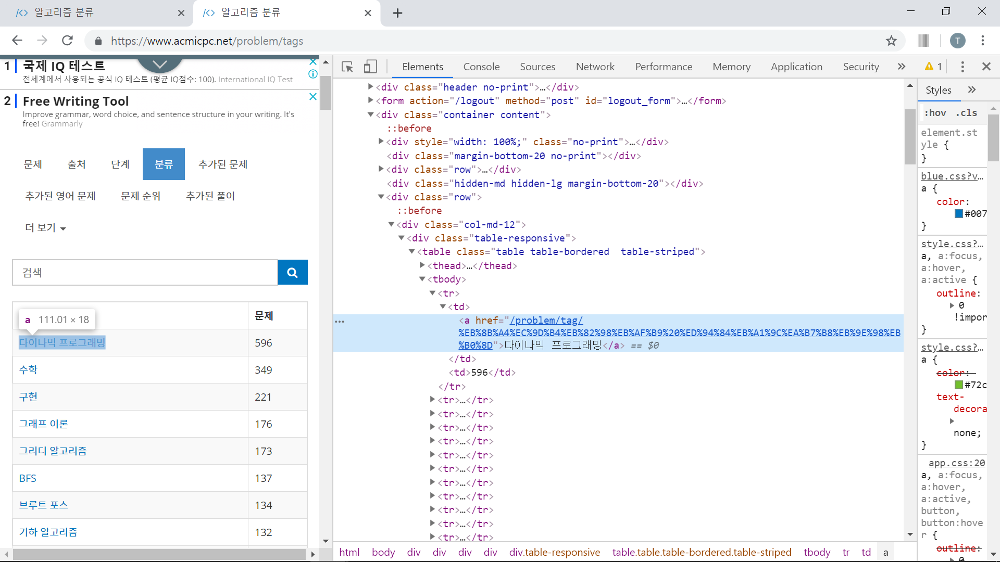 알고리즘 분류
알고리즘 분류
https://www.acmicpc.net/problem/tags
T
1 국제 IQ 테스트
전세계에서 사용되는 공식 IQ 테스트 (평균 IQ점수: 100). International IQ Test
2 Free Writing Tool
Improve grammar, word choice, and sentence structure in your writing. It's
free! Grammarly
문제 출처 단계 분류 추가된 문제
추가된 영어 문제 문제 순위 추가된 풀이
더 보기
검색
문제
a 111.01 × 18
다이나믹 프로그래밍 596
수학 349
구현 221
그래프 이론 176
그리디 알고리즘 173
BFS 137
브루트 포스 134
기하 알고리즘 132
Elements Console Sources Network Performance Memory Application Security » 1
<div class="header no-print">…</div>
<form action="/logout" method="post" id="logout_form">…</form>
<div class="container content">
::before
<div style="width: 100%;" class="no-print">…</div>
<div class="margin-bottom-20 no-print"></div>
<div class="row">…</div>
<div class="hidden-md hidden-lg margin-bottom-20"></div>
<div class="row">
::before
<div class="col-md-12">
<div class="table-responsive">
<table class="table table-bordered  table-striped">
<thead>…</thead>
<tbody>
<tr>
<td>
<a href="/problem/tag/
%EB%8B%A4%EC%9D%B4%EB%82%98%EB%AF%B9%20%ED%94%84%EB%A1%9C%EA%B7%B8%EB%9E%98%EB
%B0%8D">다이나믹 프로그래밍</a> == $0
</td>
<td>596</td>
</tr>
<tr>…</tr>
<tr>…</tr>
<tr>…</tr>
<tr>…</tr>
<tr>…</tr>
<tr>…</tr>
<tr>…</tr>
<tr>…</tr>
<tr>…</tr>
<tr>…</tr>
<tr>…</tr>
html body div div div div div.table-responsive table.table.table-bordered.table-striped tbody tr td a
Styles »
:hov .cls
element.st
yle {
}
blue.css?v…
a {
color:
#007
}
style.css?…
a, a:focus,
a:hover,
a:active {
outline:
0
!impor
}
style.css?…
a {
color:
#72c
text-
decora
none;
}
app.css:20
a, a:focus,
a:hover,
a:active,
button,
button:hove
r {
outline:
0